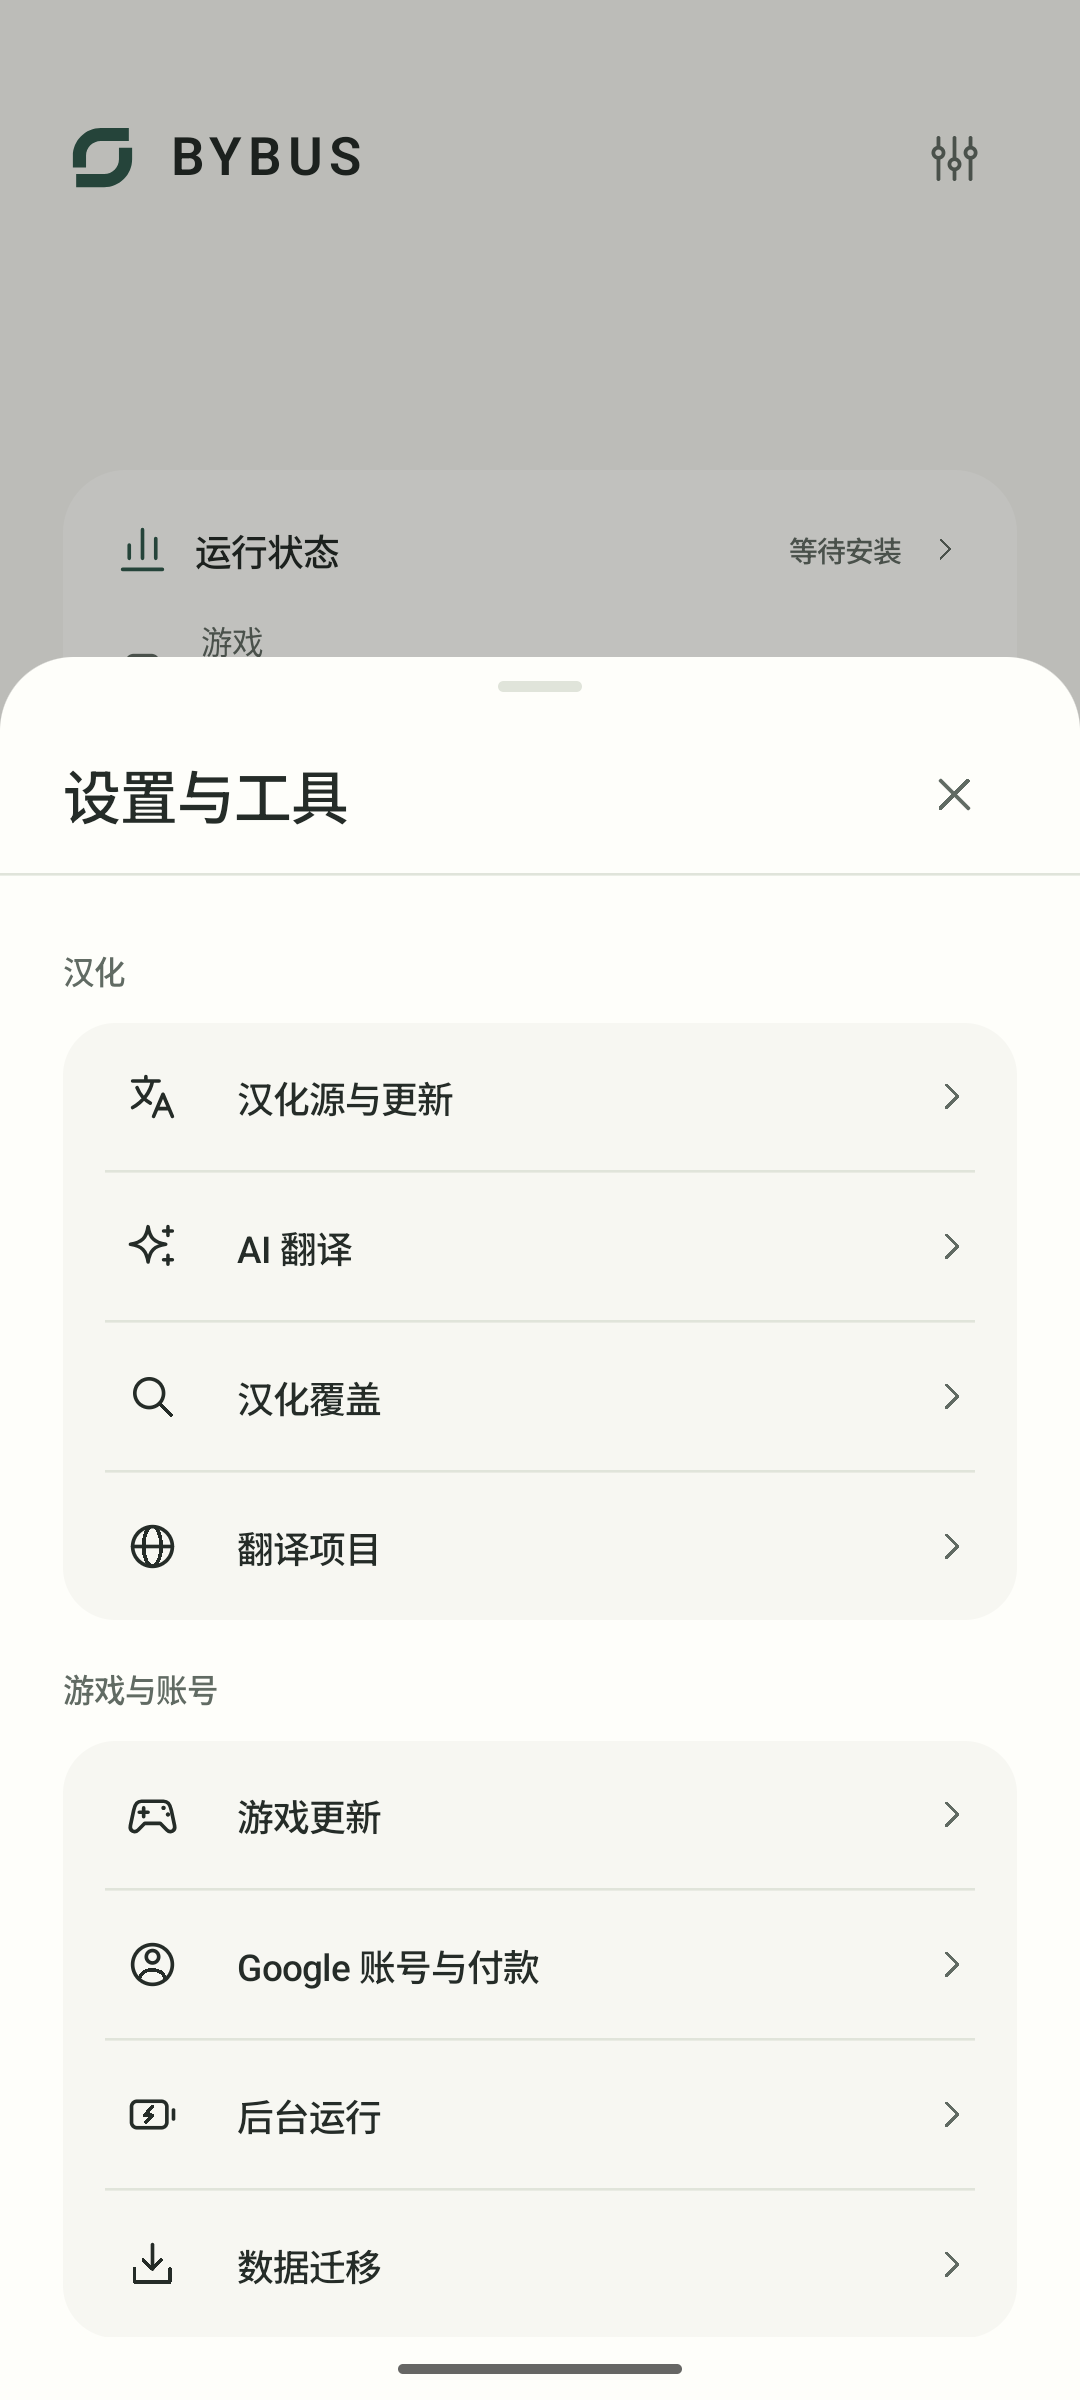 BYBUS
运行状态
等待安装
游戏
设置与工具
汉化
汉化源与更新
AI 翻译
汉化覆盖
翻译项目
游戏与账号
游戏更新
Google 账号与付款
后台运行
数据迁移